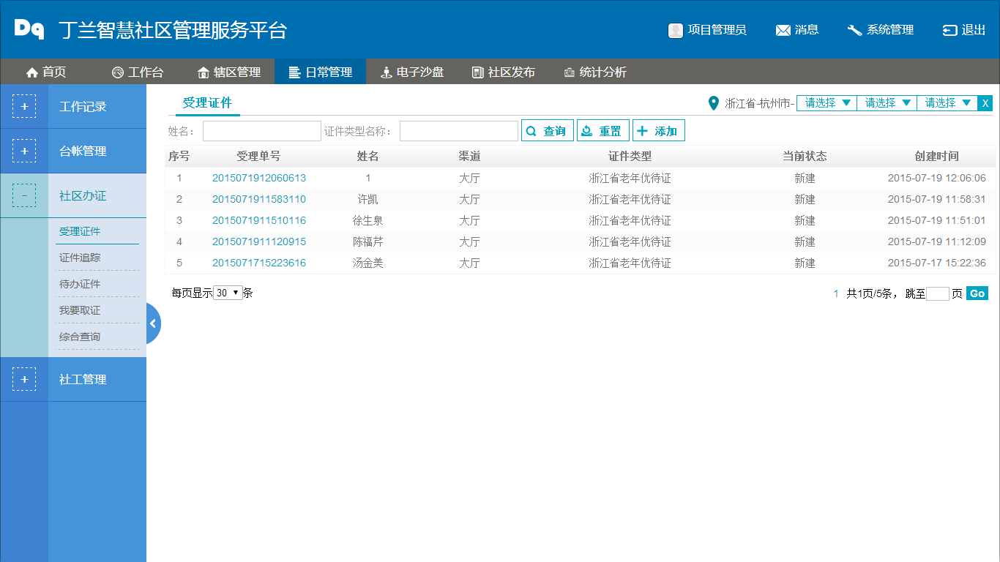 Dq 丁兰智慧社区管理服务平台 项目管理员 消息 系统管理 退出
首页 工作台 辖区管理 日常管理 电子沙盘 社区发布 统计分析
+ 工作记录
+ 台帐管理
- 社区办证
受理证件
证件追踪
待办证件
我要取证
综合查询
+ 社工管理
受理证件 浙江省-杭州市- 请选择 请选择 请选择 X
姓名： 证件类型名称： 查询 重置 添加
序号 受理单号 姓名 渠道 证件类型 当前状态 创建时间
1 2015071912060613 1 大厅 浙江省老年优待证 新建 2015-07-19 12:06:06
2 2015071911583110 许凯 大厅 浙江省老年优待证 新建 2015-07-19 11:58:31
3 2015071911510116 徐生泉 大厅 浙江省老年优待证 新建 2015-07-19 11:51:01
4 2015071911120915 陈福芹 大厅 浙江省老年优待证 新建 2015-07-19 11:12:09
5 2015071715223616 汤金美 大厅 浙江省老年优待证 新建 2015-07-17 15:22:36
每页显示 30 条 1 共1页/5条， 跳至 页 Go